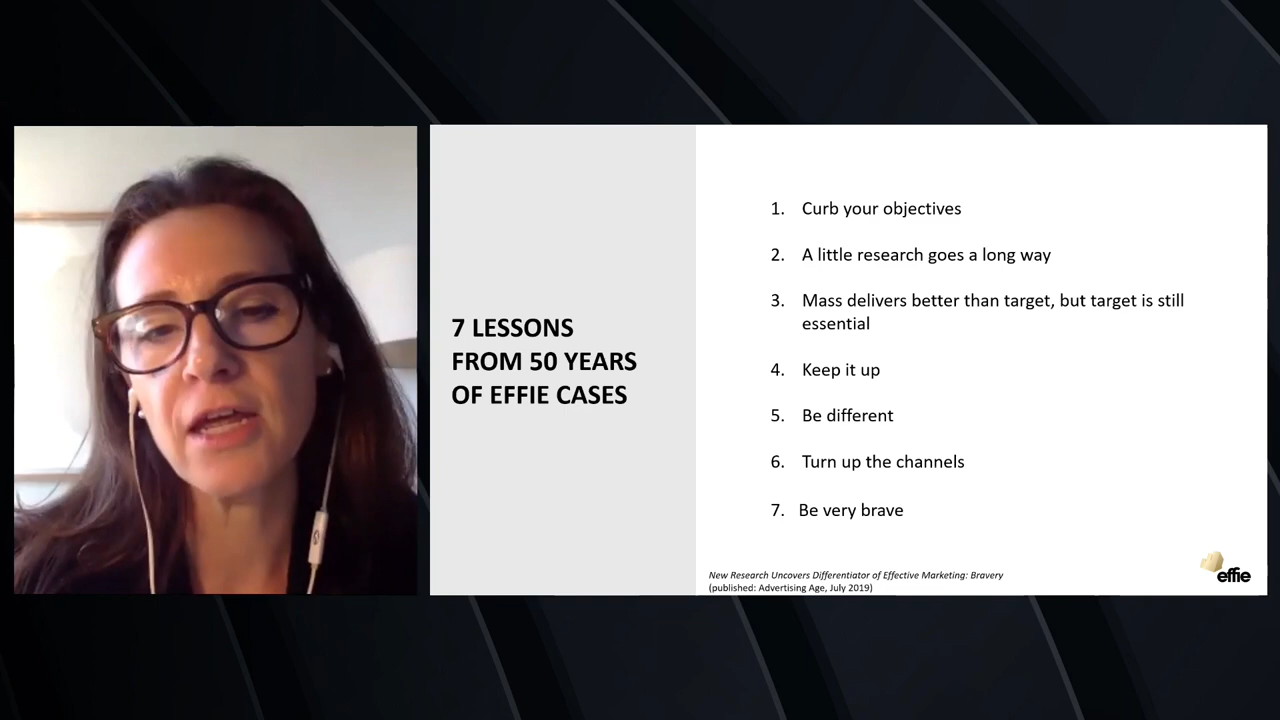 7 LESSONS
FROM 50 YEARS
OF EFFIE CASES
1. Curb your objectives
2. A little research goes a long way
3. Mass delivers better than target, but target is still
essential
4. Keep it up
5. Be different
6. Turn up the channels
7. Be very brave
New Research Uncovers Differentiator of Effective Marketing: Bravery
(published: Advertising Age, July 2019)
effie